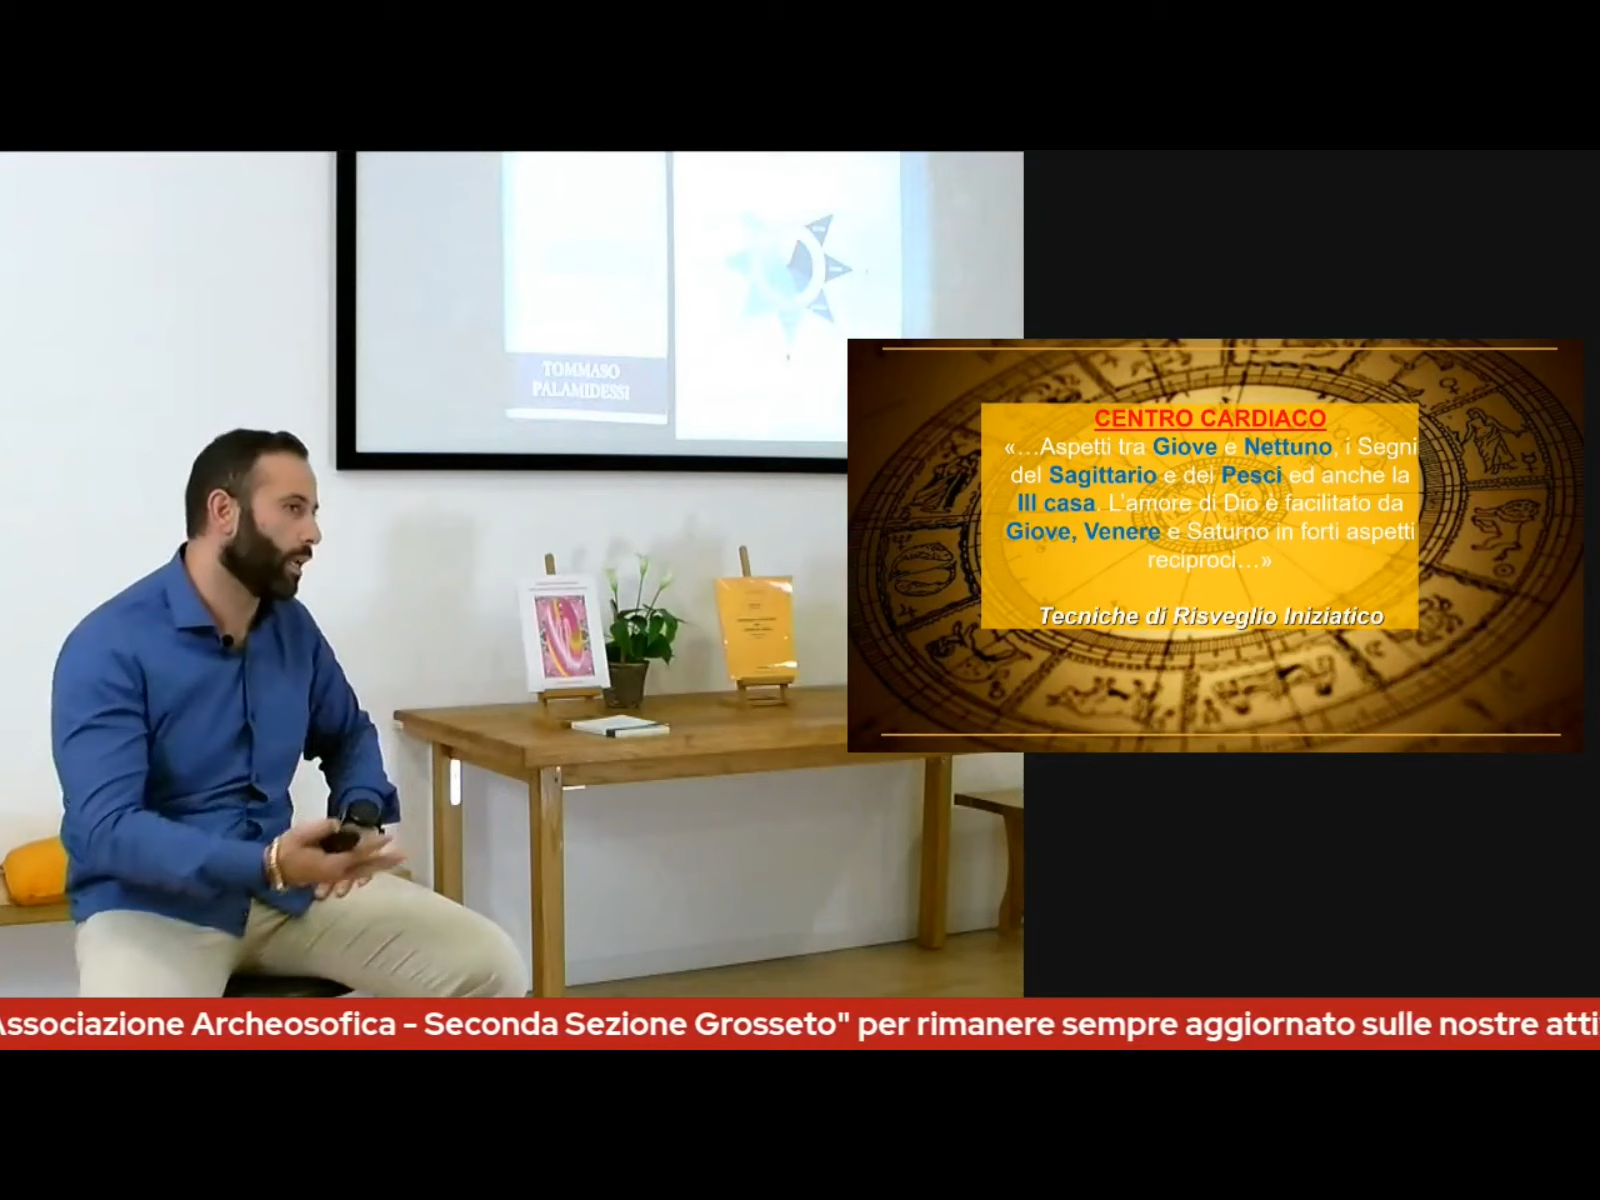 TOMMASO
PALAMIDESSI
CENTRO CARDIACO
«…Aspetti tra Giove e Nettuno, i Segni
del Sagittario e dei Pesci ed anche la
III casa. L'amore di Dio è facilitato da
Giove, Venere e Saturno in forti aspetti
reciproci…»
Tecniche di Risveglio Iniziatico
Associazione Archeosofica - Seconda Sezione Grosseto" per rimanere sempre aggiornato sulle nostre atti